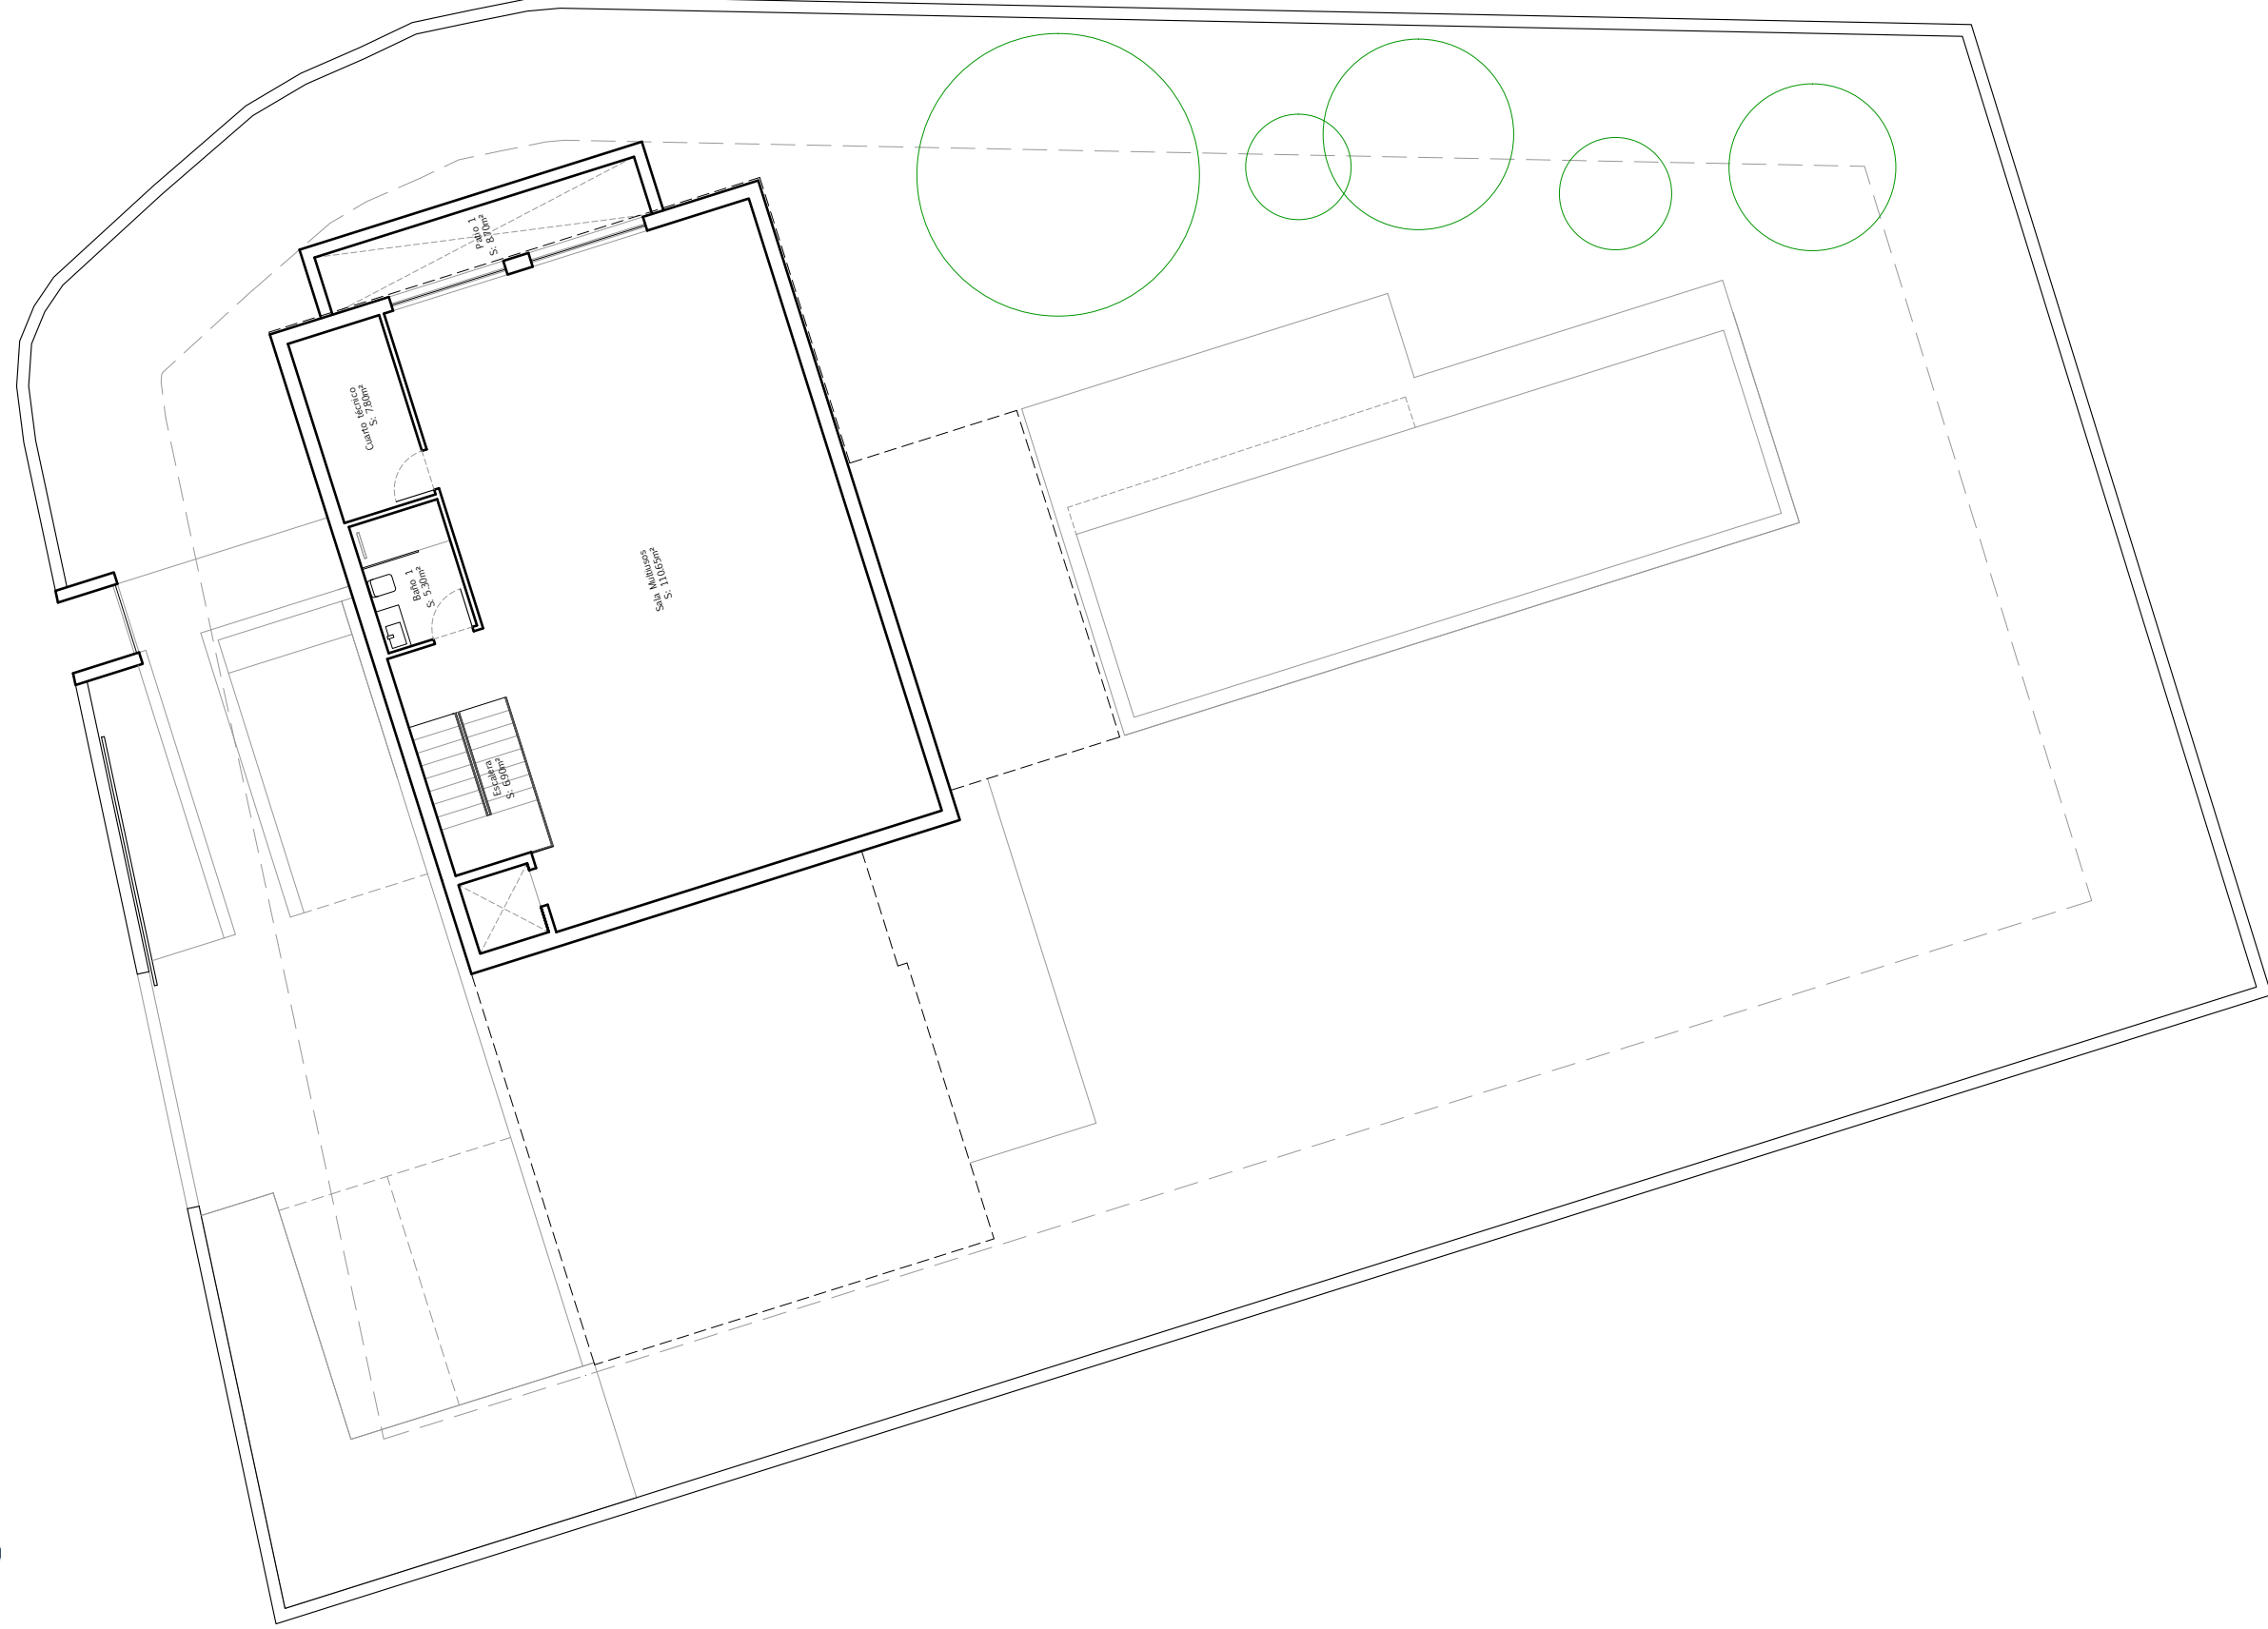 Patio 1
S: 8.70m²
Cuarto técnico
S: 7.80m²
Baño 1
S: 5.30m²
Sala Multiusos
S: 110.65m²
Escalera
S: 6.90m²